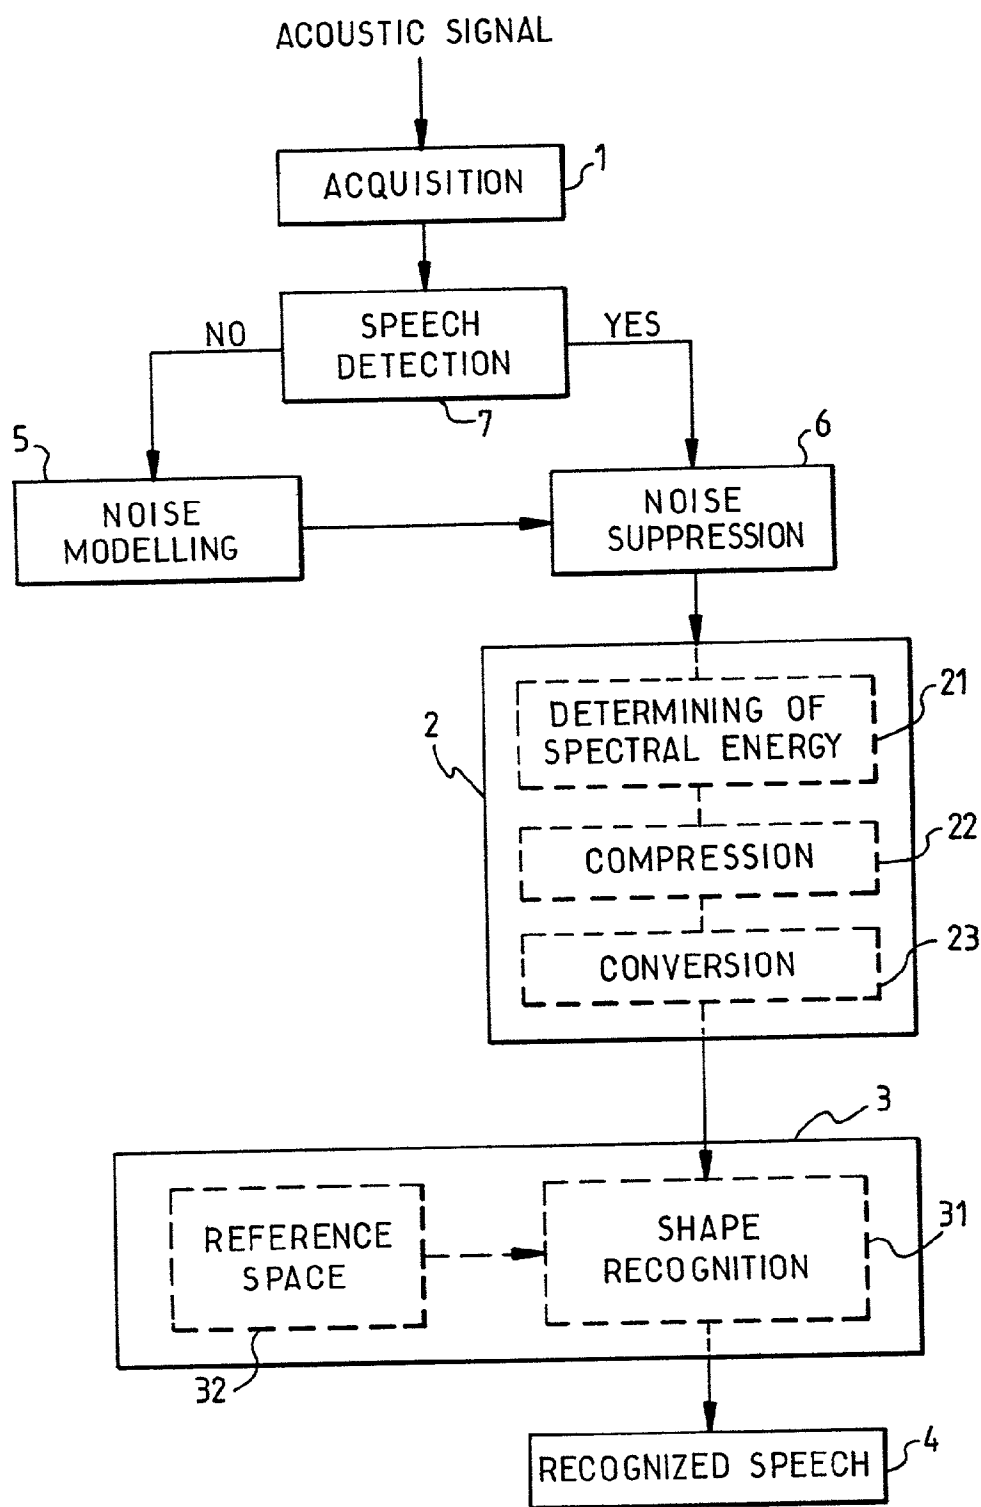 ACOUSTIC SIGNAL
1
ACQUISITION
SPEECH
DETECTION
7
NO
YES
5
NOISE
MODELLING
6
NOISE
SUPPRESSION
2
21
DETERMINING OF
SPECTRAL ENERGY
22
COMPRESSION
23
CONVERSION
3
REFERENCE
SPACE
32
SHAPE
RECOGNITION
31
4
RECOGNIZED SPEECH